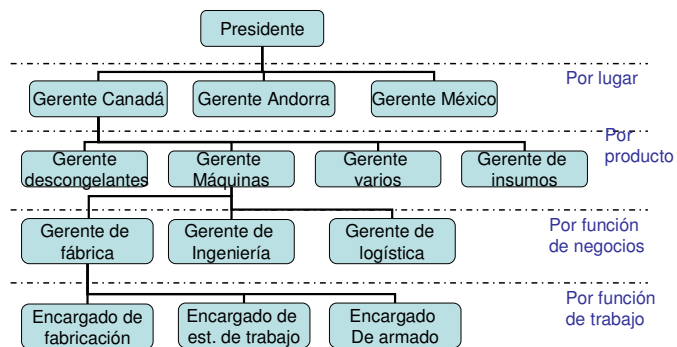 Presidente
Por lugar
Gerente Canadá
Gerente Andorra
Gerente México
Por
producto
Gerente
descongelantes
Gerente
Máquinas
Gerente
varios
Gerente de
insumos
Gerente de
fábrica
Gerente de
Ingeniería
Gerente de
logística
Por función
de negocios
Encargado de
fabricación
Encargado de
est. de trabajo
Encargado
De armado
Por función
de trabajo